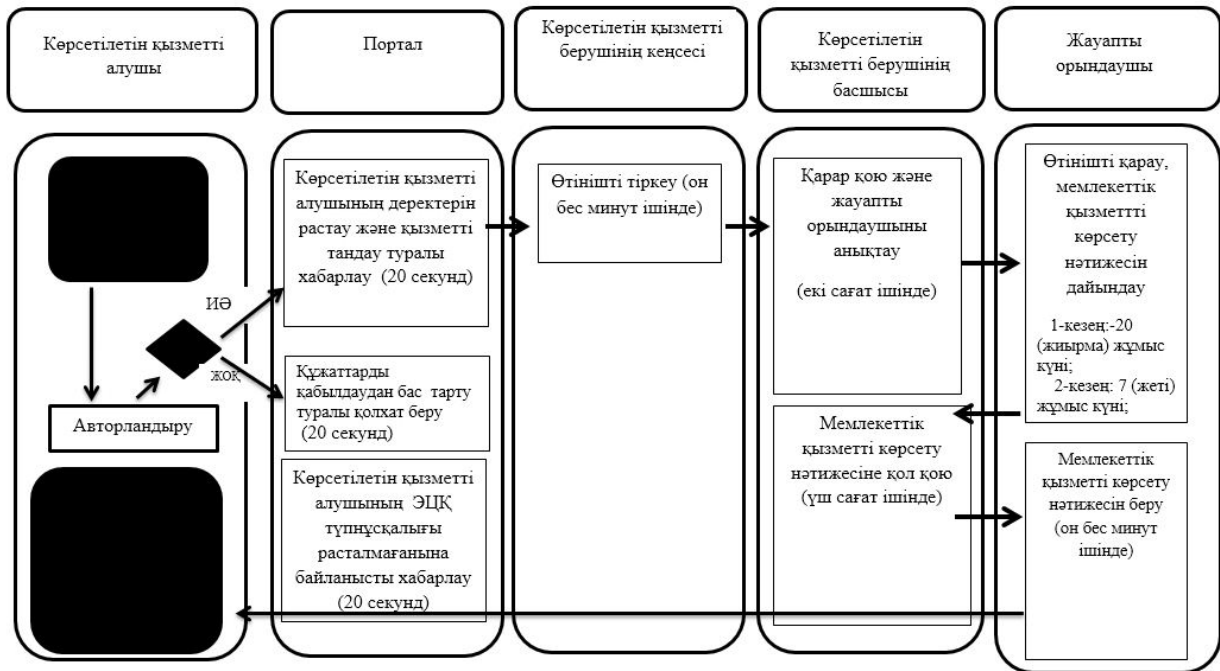 Көрсетілетін қызметті
алушы
Портал
Көрсетілетін қызметті
берушінің кеңсесі
Көрсетілетін
қызметті берушінің
басшысы
Жауапты
орындаушы
Көрсетілетін қызметті
алушының деректерін
растау және қызметті
таңдау туралы
хабарлау (20 секунд)
ИӘ
ЖОҚ
Құжаттарды
қабылдаудан бас тарту
туралы қолхат беру
(20 секунд)
Авторландыру
Көрсетілетін қызметті
алушының ЭЦҚ
түпнұсқалығы
расталмағанына
байланысты хабарлау
(20 секунд)
Өтінішті тіркеу (он
бес минут ішінде)
Қарар қою және
жауапты
орындаушыны
анықтау
(екі сағат ішінде)
Мемлекеттік
қызметті көрсету
нәтижесіне қол қою
(үш сағат ішінде)
Өтінішті қарау,
мемлекеттік
қызметтті
көрсету
нәтижесін
дайындау
1-кезең:-20
(жиырма) жұмыс
күні;
2-кезең: 7 (жеті)
жұмыс күні;
Мемлекеттік
қызметті көрсету
нәтижесін беру
(он бес минут
ішінде)